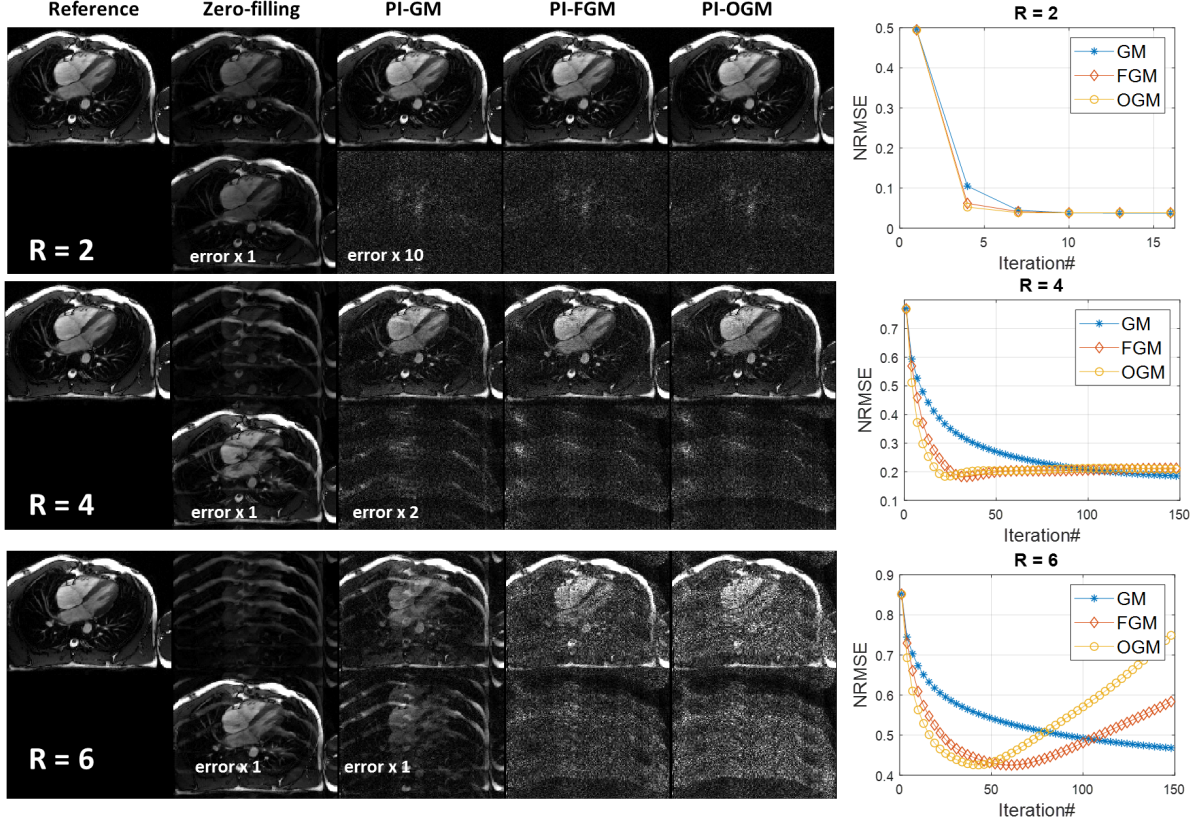 Reference Zero-filling PI-GM PI-FGM PI-OGM
R = 2
error x 1
error x 10
R = 4
error x 1
error x 2
R = 6
error x 1
error x 1
R = 2
0.5
0.4
0.3
0.2
0.1
0
NRMSE
GM
FGM
OGM
0 5 10 15
Iteration#
R = 4
0.7
0.6
0.5
0.4
0.3
0.2
0.1
NRMSE
GM
FGM
OGM
0 50 100 150
Iteration#
R = 6
0.9
0.8
0.7
0.6
0.5
0.4
NRMSE
GM
FGM
OGM
0 50 100 150
Iteration#